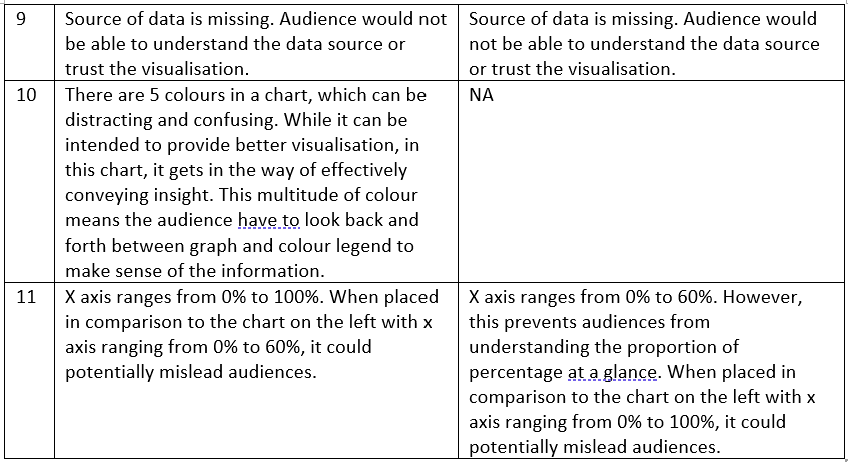 9
Source of data is missing. Audience would not
be able to understand the data source or
trust the visualisation.
Source of data is missing. Audience would
not be able to understand the data source
or trust the visualisation.
10
There are 5 colours in a chart, which can be
distracting and confusing. While it can be
intended to provide better visualisation, in
this chart, it gets in the way of effectively
conveying insight. This multitude of colour
means the audience have to look back and
forth between graph and colour legend to
make sense of the information.
NA
11
X axis ranges from 0% to 100%. When placed
in comparison to the chart on the left with x
axis ranging from 0% to 60%, it could
potentially mislead audiences.
X axis ranges from 0% to 60%. However,
this prevents audiences from
understanding the proportion of
percentage at a glance. When placed in
comparison to the chart on the left with x
axis ranging from 0% to 100%, it could
potentially mislead audiences.